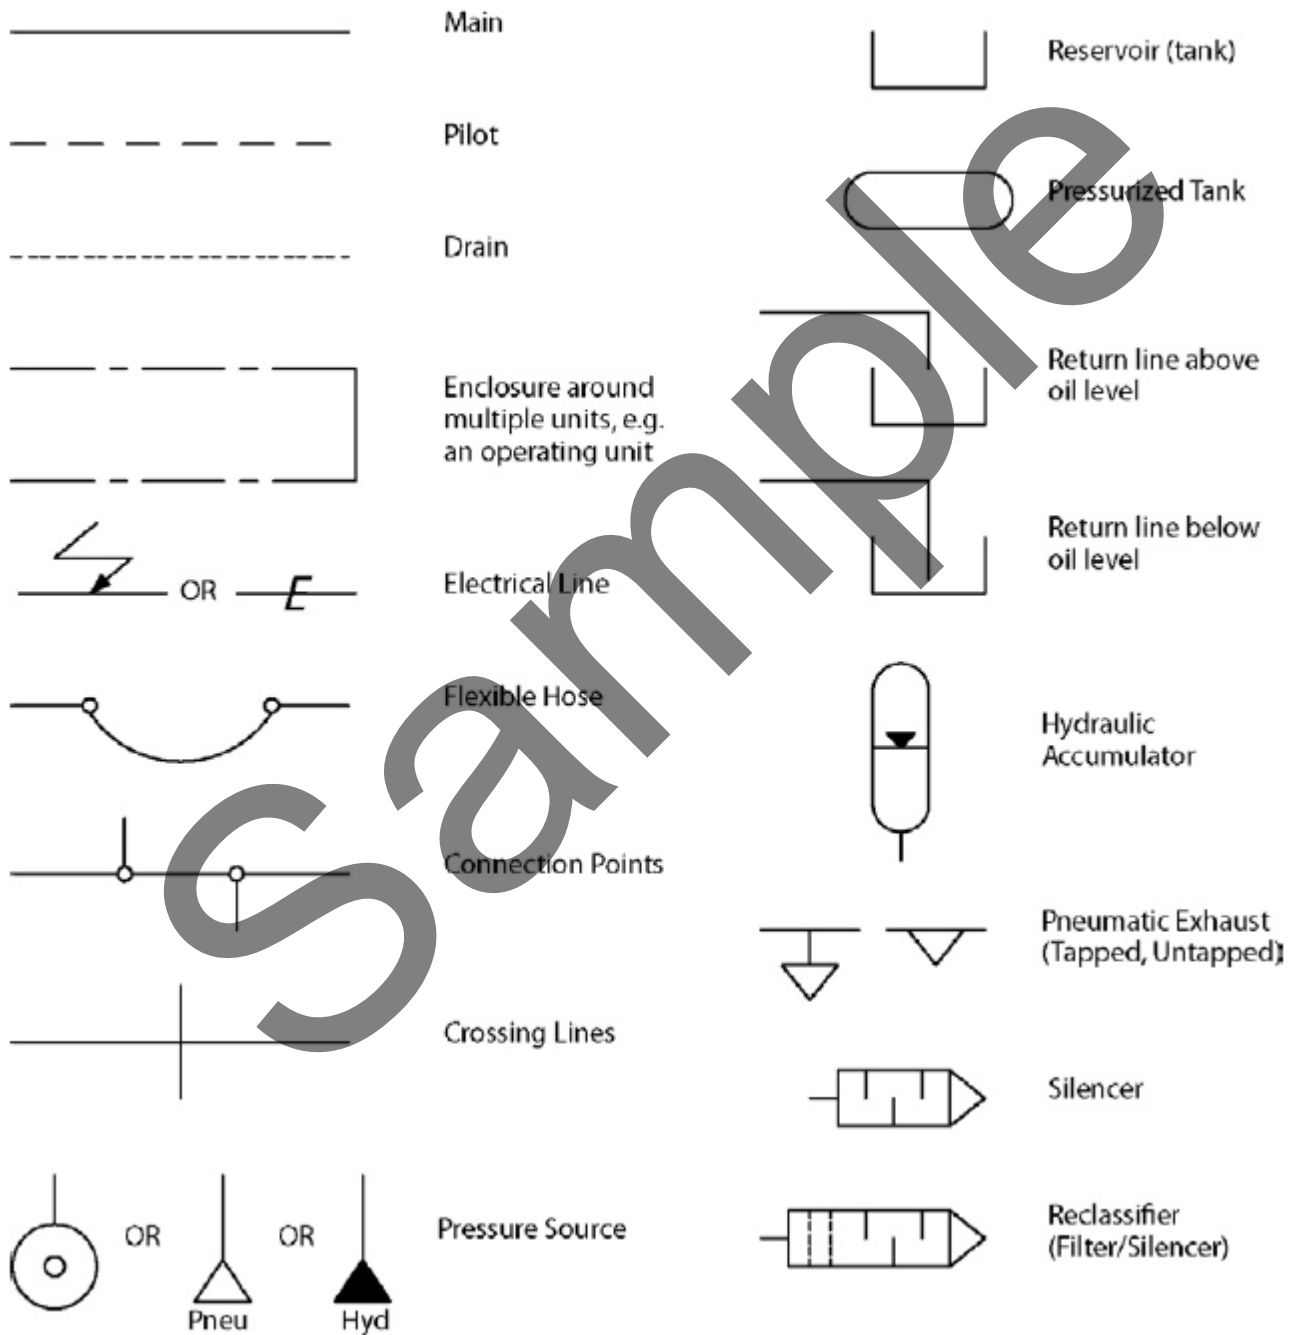 Main
Pilot
Drain
Enclosure around
multiple units, e.g.
an operating unit
OR
E
Electrical Line
Flexible Hose
Connection Points
Crossing Lines
OR
OR
Pressure Source
Pneu
Hyd
Reservoir (tank)
Pressurized Tank
Return line above
oil level
Return line below
oil level
Hydraulic
Accumulator
Pneumatic Exhaust
(Tapped, Untapped)
Silencer
Reclassifier
(Filter/Silencer)
Sample